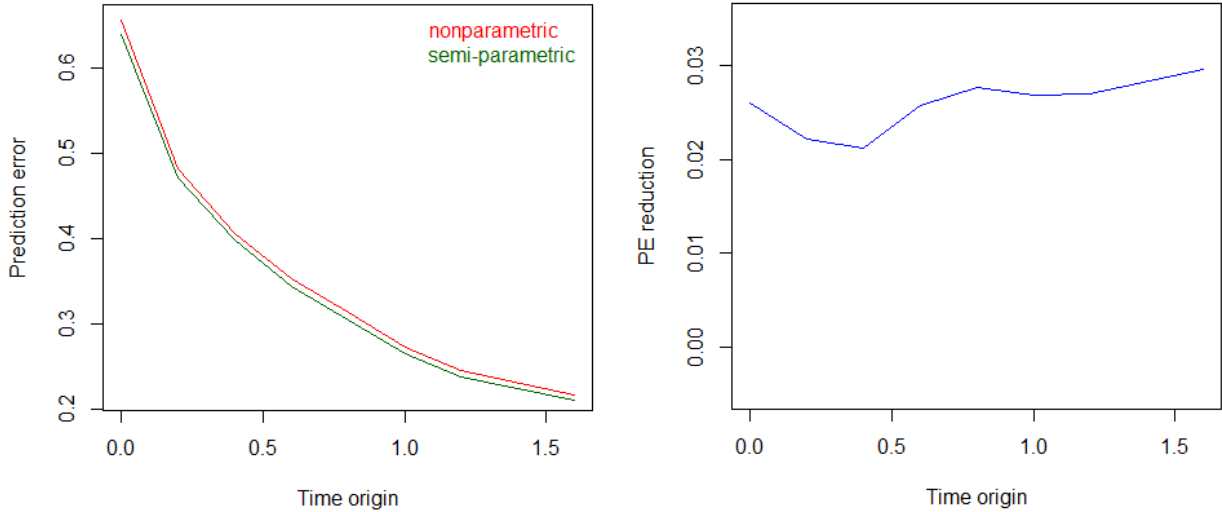 nonparametric
semi-parametric
Prediction error
0.2 0.3 0.4 0.5 0.6
0.0 0.5 1.0 1.5
Time origin
PE reduction
0.00 0.01 0.02 0.03
0.0 0.5 1.0 1.5
Time origin